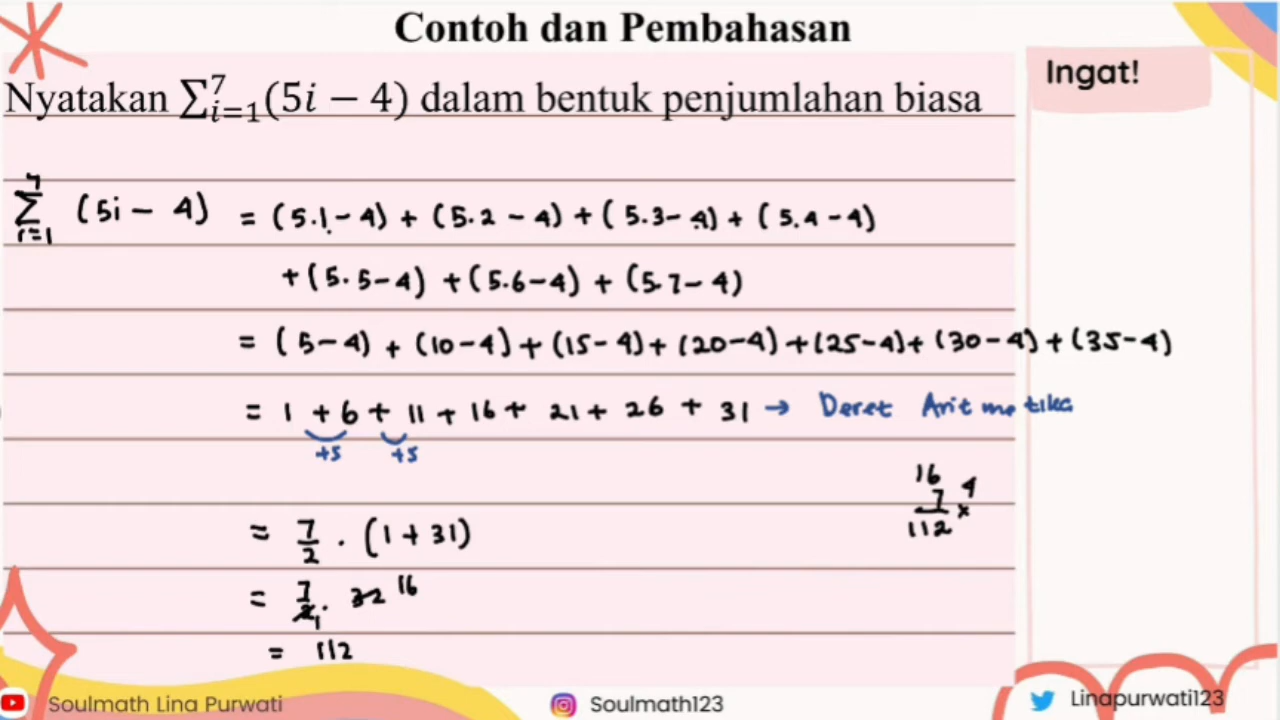 Contoh dan Pembahasan
Ingat!
Nyatakan ∑_{i=1}^{7}(5i − 4) dalam bentuk penjumlahan biasa
∑_{i=1}^{7} (5i − 4) = (5.1 − 4) + (5.2 − 4) + (5.3 − 4) + (5.4 − 4)
+ (5.5 − 4) + (5.6 − 4) + (5.7 − 4)
= (5 − 4) + (10 − 4) + (15 − 4) + (20 − 4) + (25 − 4) + (30 − 4) + (35 − 4)
= 1 + 6 + 11 + 16 + 21 + 26 + 31 → Deret Aritmatika
+5 +5
16 4
7 ×
112
= 7/2 . (1 + 31)
= 7/2 1 . 32 16
= 112
Soulmath Lina Purwati
Soulmath123
Linapurwati123